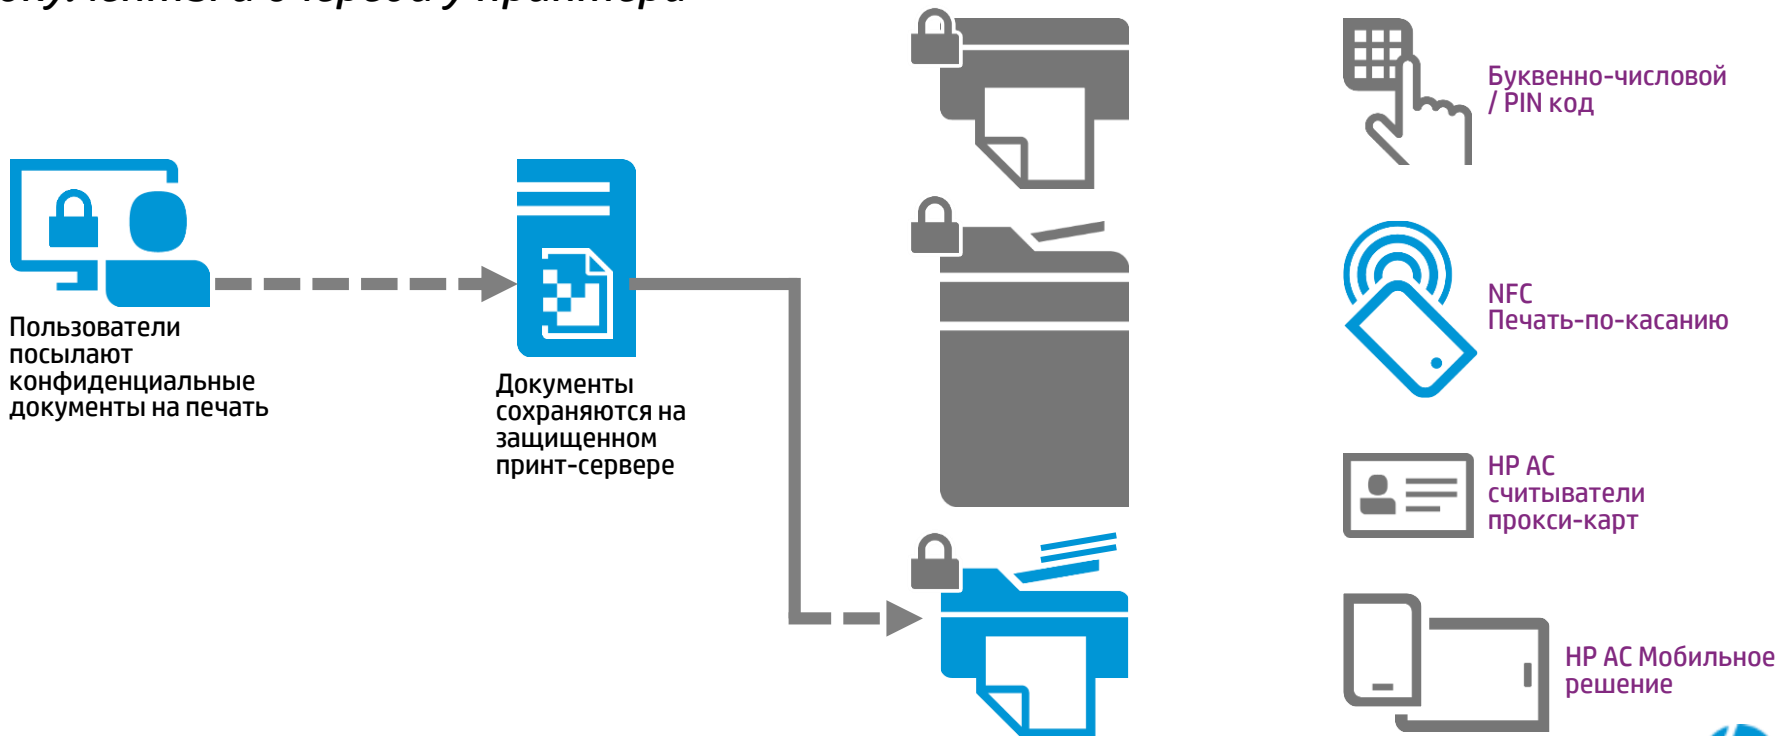 у принтера
Буквенно-числовой
/ PIN код
NFC
Печать-по-касанию
Пользователи
посылают
конфиденциальные
документы на печать
Документы
сохраняются на
защищенном
принт-сервере
HP AC
считыватели
прокси-карт
HP AC Мобильное
решение